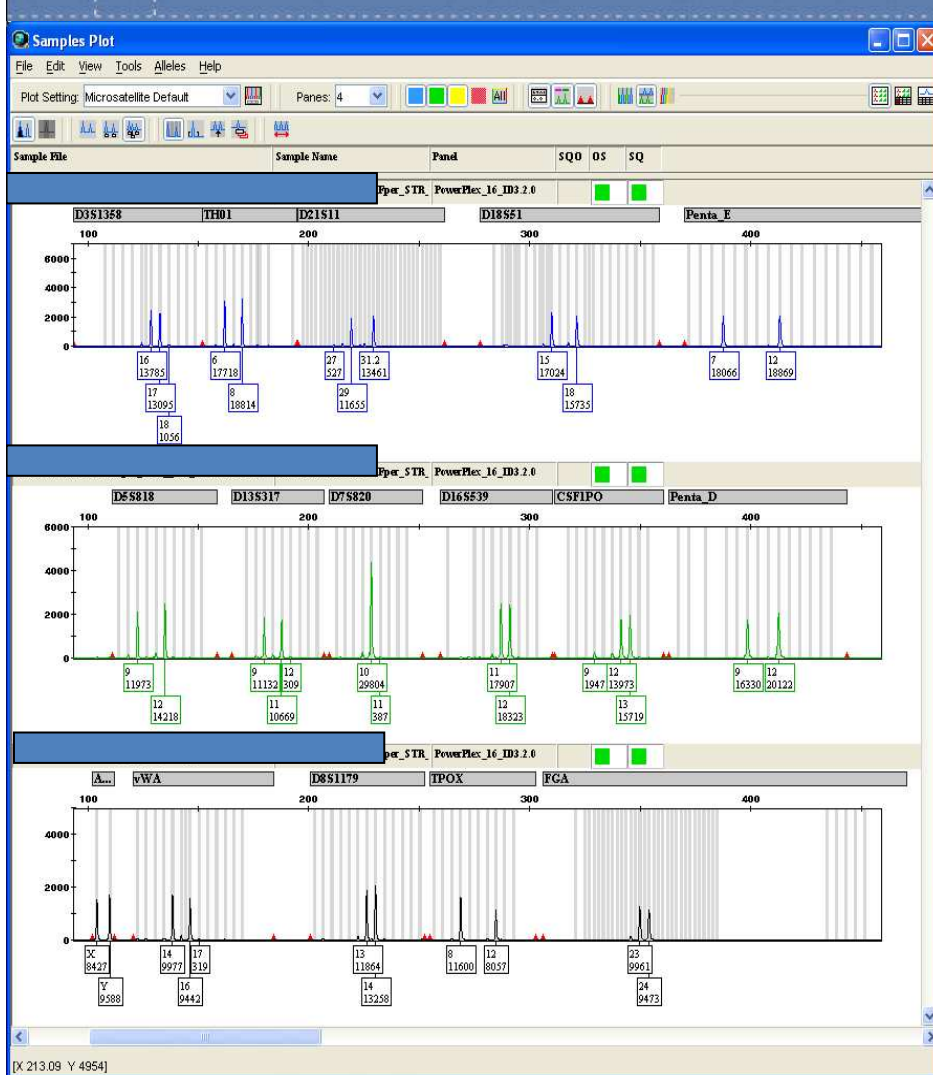 Samples Plot
File Edit View Tools Alleles Help
Plot Setting: Microsatellite Default Panes: 4 All
Sample File Sample Name Panel SQO OS SQ
Fper_STR_ PowerPlex_16_ID3.2.0
D3S1358 TH01 D21S11 D18S51 Penta_E
100 200 300 400
6000
4000
2000
0
16 6 27 31.2 15 7 12
13785 17718 527 13461 17024 18066 18869
17 8 29 18
13095 18814 11655 15735
18
1056
Fper_STR_ PowerPlex_16_ID3.2.0
D5S818 D13S317 D7S820 D16S539 CSF1PO Penta_D
100 200 300 400
6000
4000
2000
0
9 9 12 10 11 9 12 9 12
11973 11132 309 29804 17907 1947 13973 16330 20122
12 11 11 12 13
14218 10669 387 18323 15719
per_STR_ PowerPlex_16_ID3.2.0
A... vWA D8S1179 TPOX FGA
100 200 300 400
4000
2000
0
X 14 17 13 8 12 23
8427 9977 319 11864 11600 8057 9961
Y 16 14 24
9588 9442 13258 9473
[X 213.09 Y 4954]